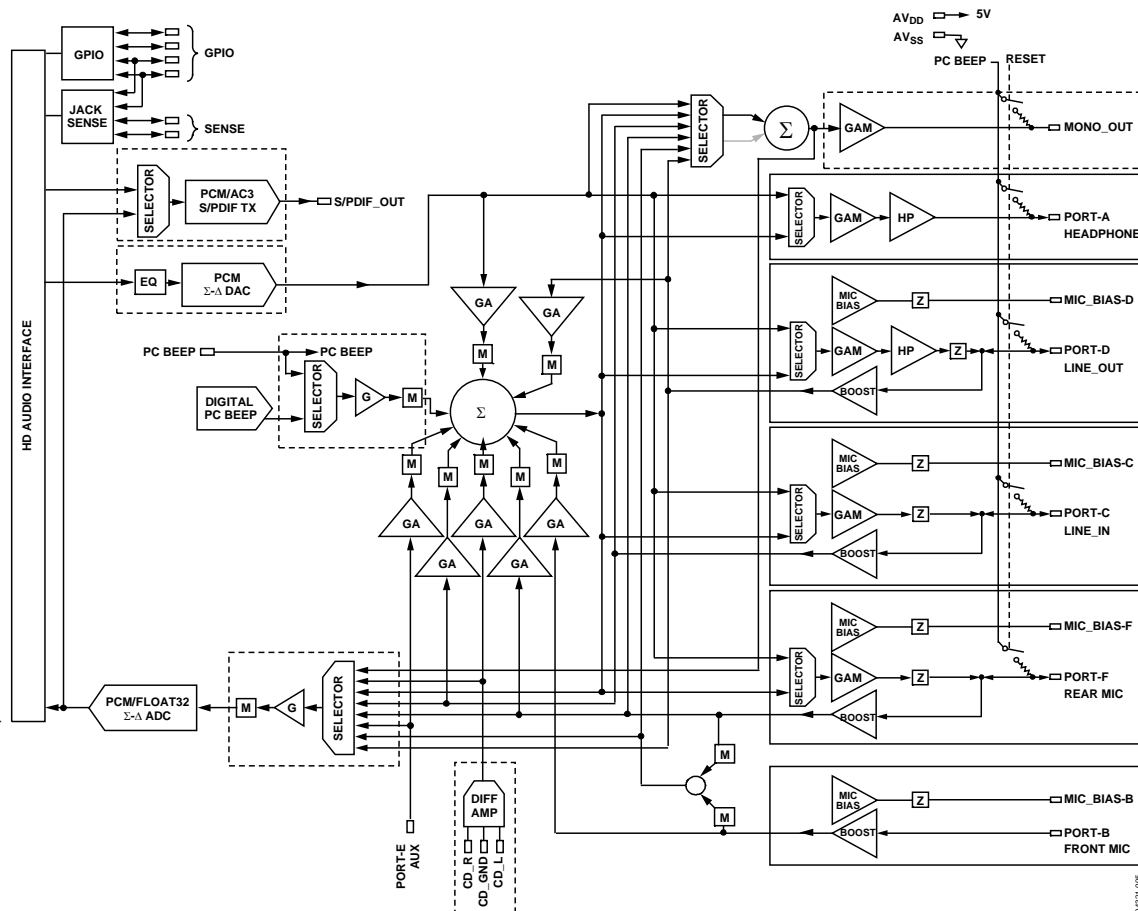 AVDD 5V
AVSS
PC BEEP RESET
GPIO
GPIO
JACK
SENSE
SENSE
HD AUDIO INTERFACE
SELECTOR
PCM/AC3
S/PDIF TX
S/PDIF_OUT
EQ
PCM
Σ-Δ DAC
PC BEEP
PC BEEP
DIGITAL
PC BEEP
SELECTOR
G
M
GA
GA
M
M
Σ
M
M
M
M
M
GA
GA
GA
GA
GA
SELECTOR
Σ
GAM
MONO_OUT
SELECTOR
GAM
HP
PORT-A
HEADPHONE
MIC
BIAS
Z
MIC_BIAS-D
SELECTOR
GAM
HP
Z
PORT-D
LINE_OUT
BOOST
MIC
BIAS
Z
MIC_BIAS-C
SELECTOR
GAM
Z
PORT-C
LINE_IN
BOOST
MIC
BIAS
Z
MIC_BIAS-F
SELECTOR
GAM
Z
PORT-F
REAR MIC
BOOST
PCM/FLOAT32
Σ-Δ ADC
M
G
SELECTOR
M
M
MIC
BIAS
Z
MIC_BIAS-B
BOOST
PORT-B
FRONT MIC
DIFF
AMP
PORT-E
AUX
CD_R
CD_GND
CD_L